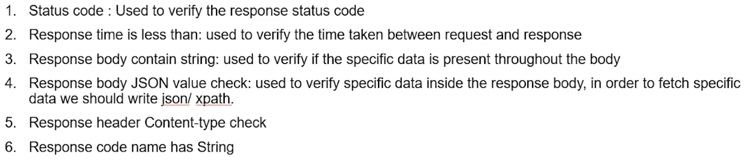 1. Status code : Used to verify the response status code
2. Response time is less than: used to verify the time taken between request and response
3. Response body contain string: used to verify if the specific data is present throughout the body
4. Response body JSON value check: used to verify specific data inside the response body, in order to fetch specific
data we should write json/ xpath.
5. Response header Content-type check
6. Response code name has String